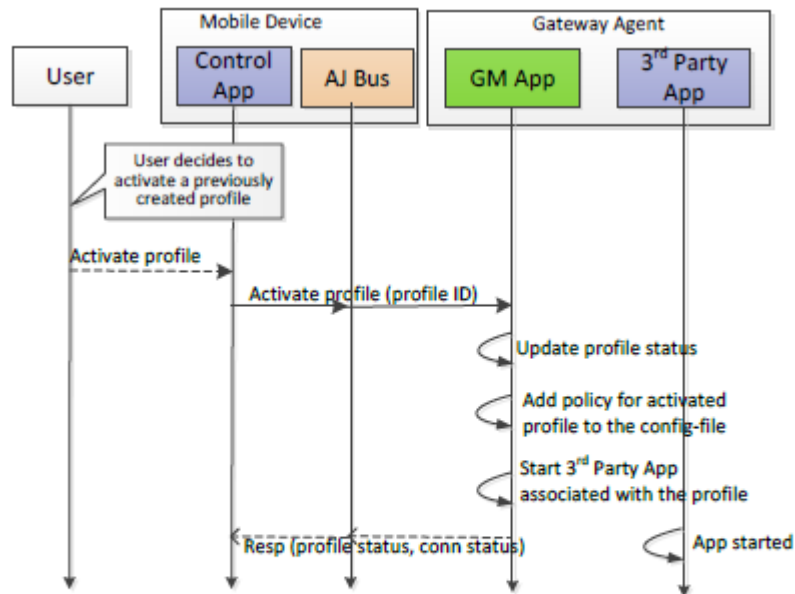 Mobile Device
Gateway Agent
User
Control
App
AJ Bus
GM App
3rd Party
App
User decides to
activate a previously
created profile
Activate profile
Activate profile (profile ID)
Update profile status
Add policy for activated
profile to the config-file
Start 3rd Party App
associated with the profile
Resp (profile status, conn status)
App started